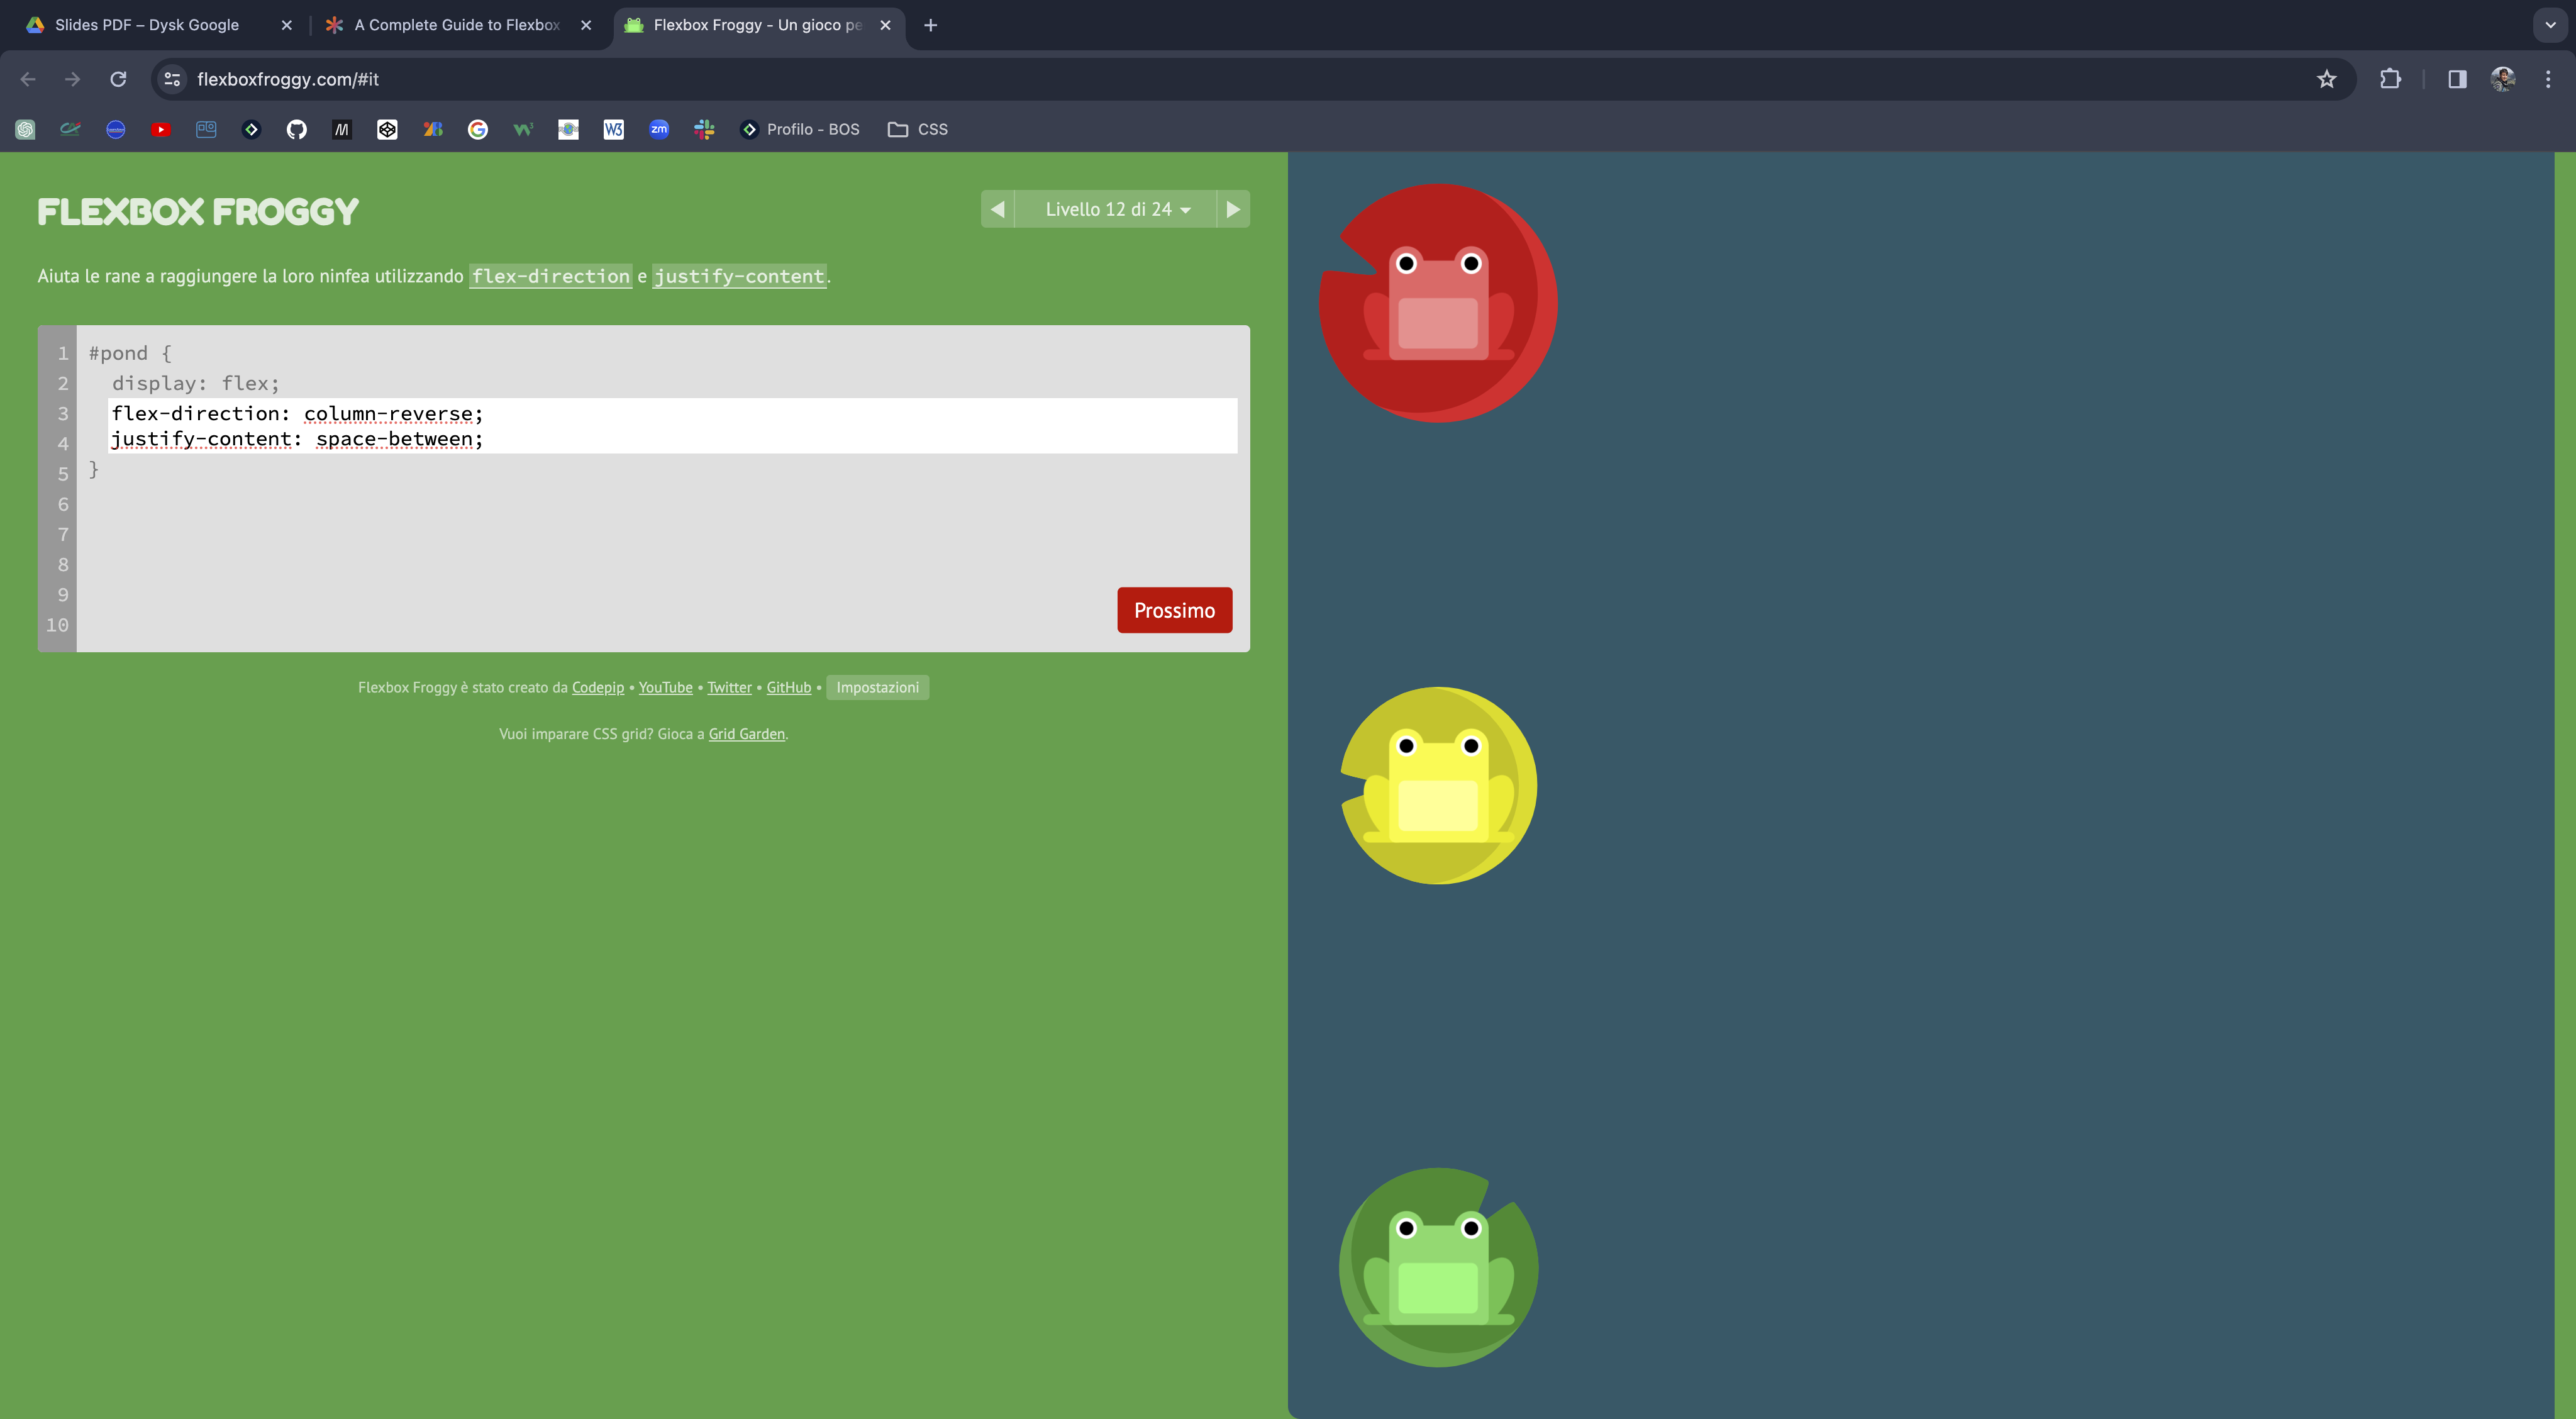 Slides PDF – Dysk Google
A Complete Guide to Flexbox
Flexbox Froggy - Un gioco pe
flexboxfroggy.com/#it
W3
zm
Profilo - BOS
CSS
FLEXBOX FROGGY
Livello 12 di 24
Aiuta le rane a raggiungere la loro ninfea utilizzando flex-direction e justify-content.
1 #pond {
2 display: flex;
3 flex-direction: column-reverse;
4 justify-content: space-between;
5 }
6
7
8
9
10
Prossimo
Flexbox Froggy è stato creato da Codepip • YouTube • Twitter • GitHub • Impostazioni
Vuoi imparare CSS grid? Gioca a Grid Garden.